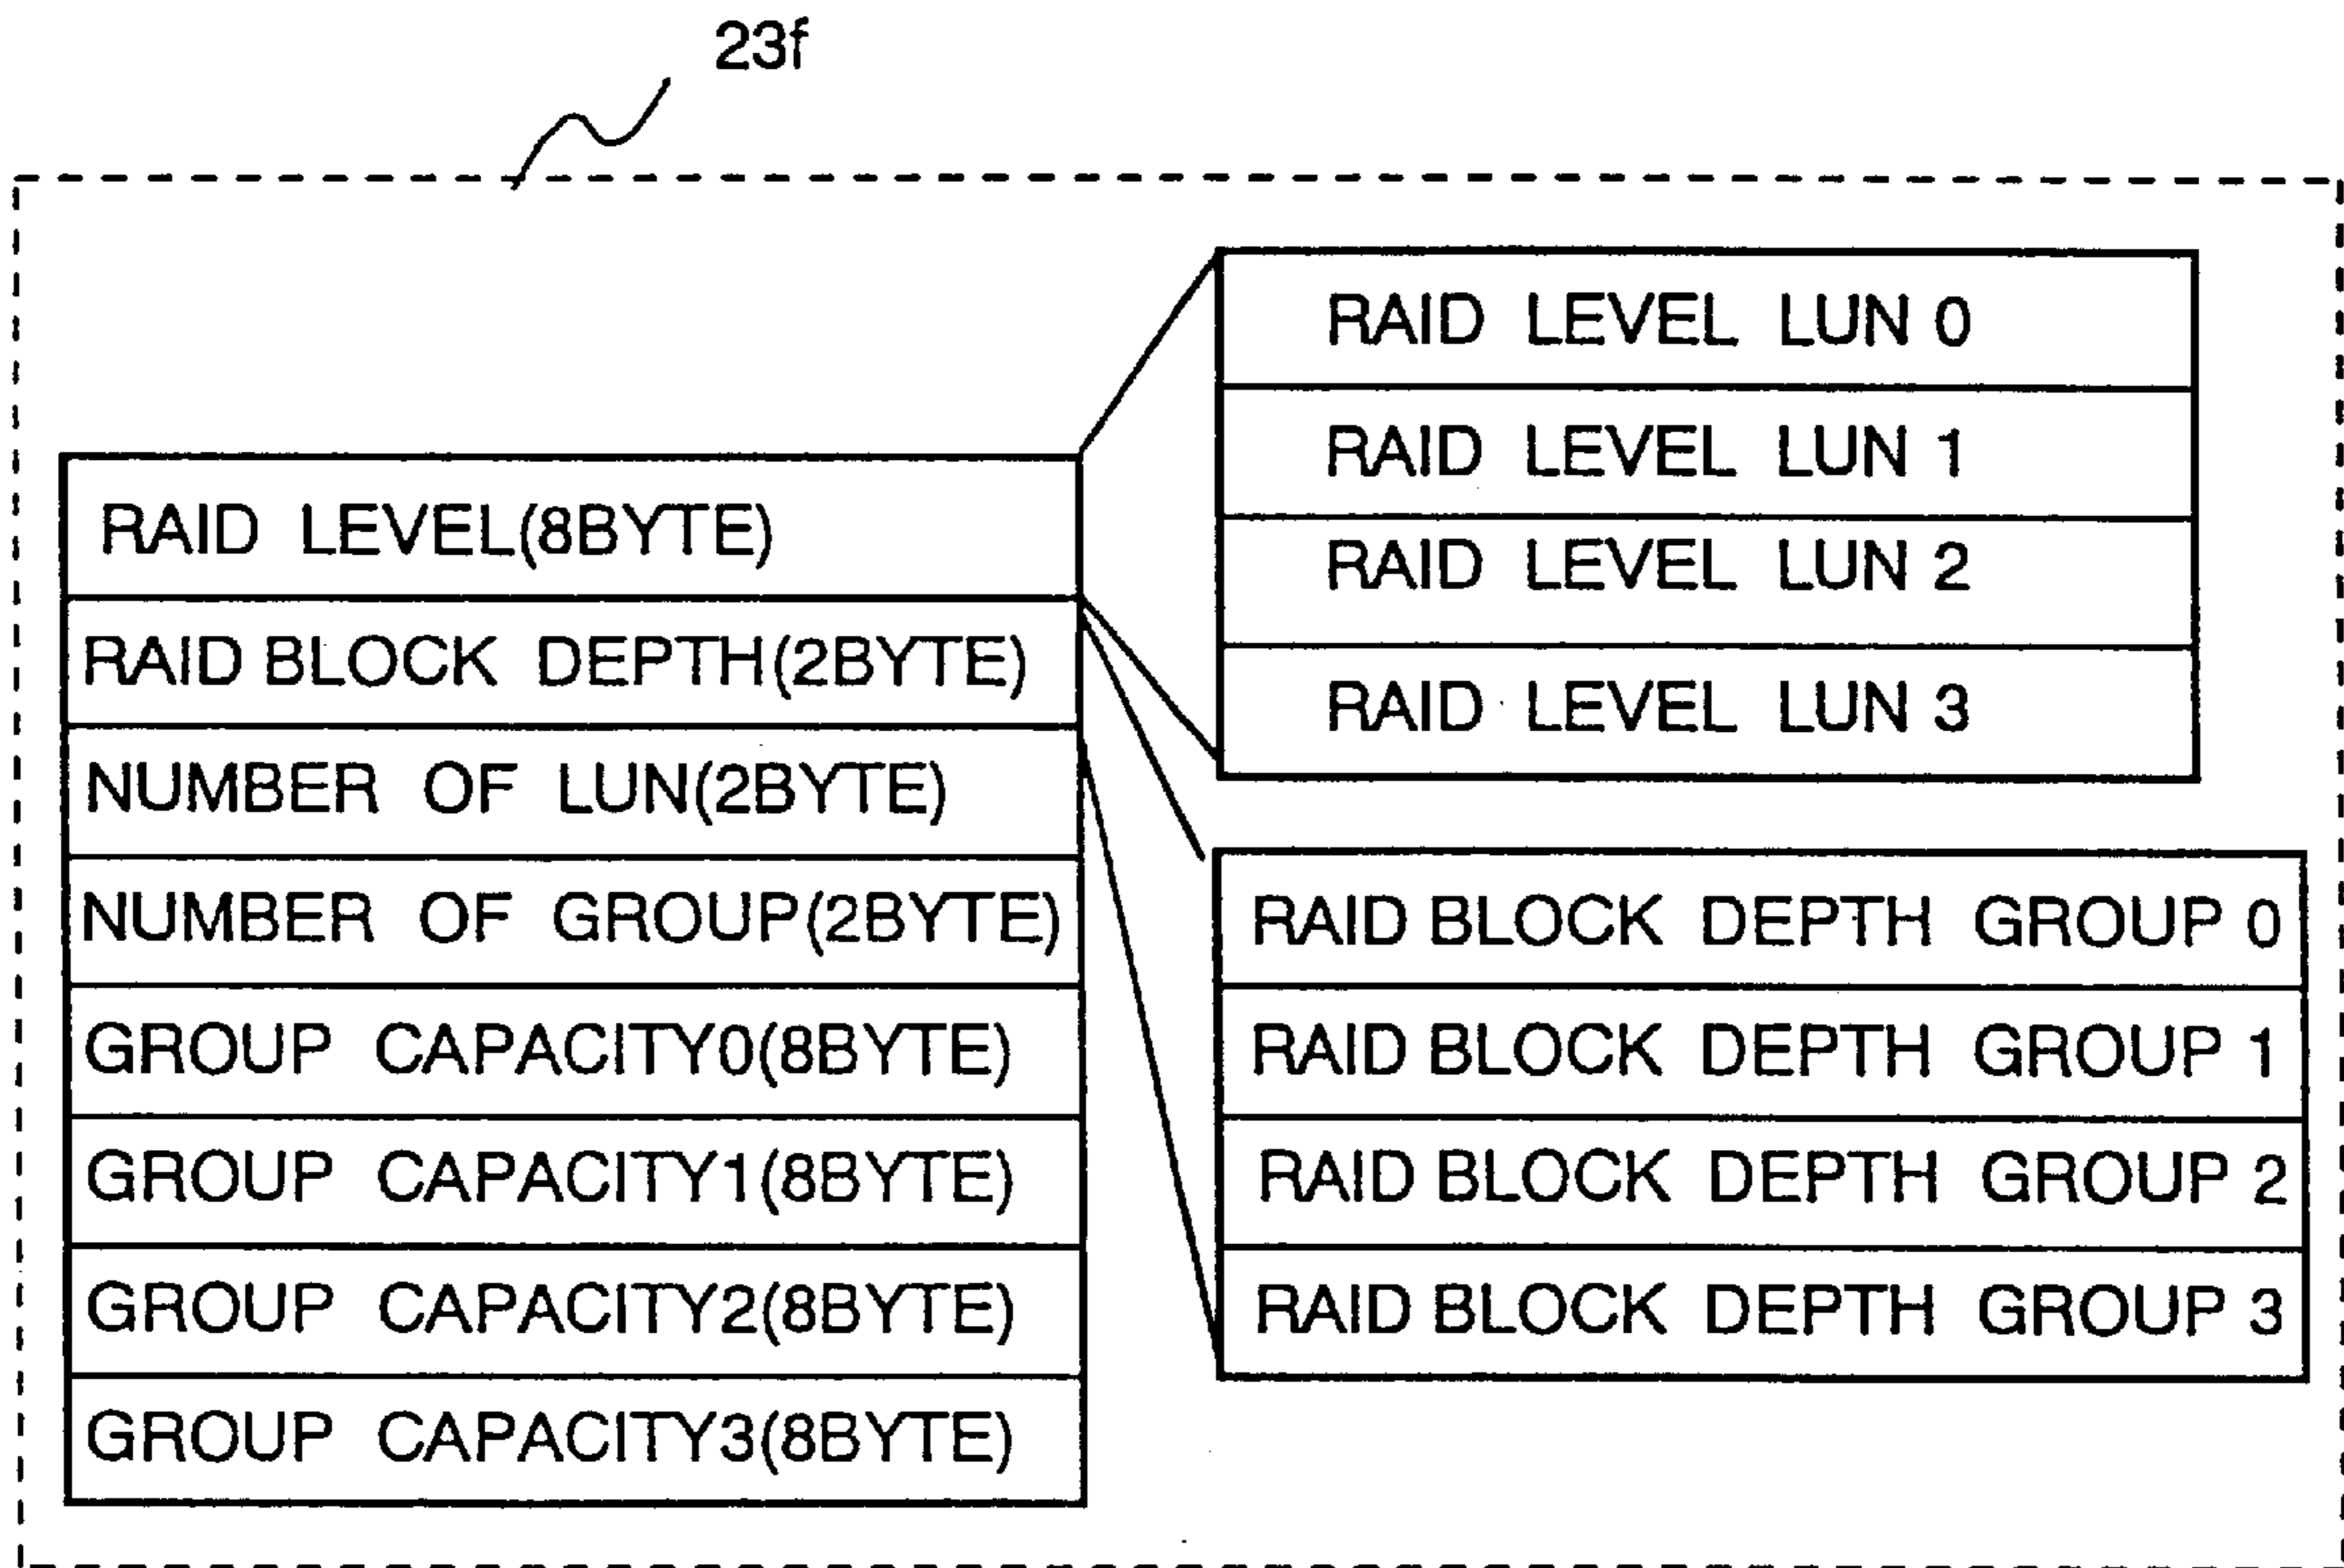 23f
RAID LEVEL(8BYTE)
RAID BLOCK DEPTH(2BYTE)
NUMBER OF LUN(2BYTE)
NUMBER OF GROUP(2BYTE)
GROUP CAPACITY0(8BYTE)
GROUP CAPACITY1(8BYTE)
GROUP CAPACITY2(8BYTE)
GROUP CAPACITY3(8BYTE)
RAID LEVEL LUN 0
RAID LEVEL LUN 1
RAID LEVEL LUN 2
RAID LEVEL LUN 3
RAID BLOCK DEPTH GROUP 0
RAID BLOCK DEPTH GROUP 1
RAID BLOCK DEPTH GROUP 2
RAID BLOCK DEPTH GROUP 3